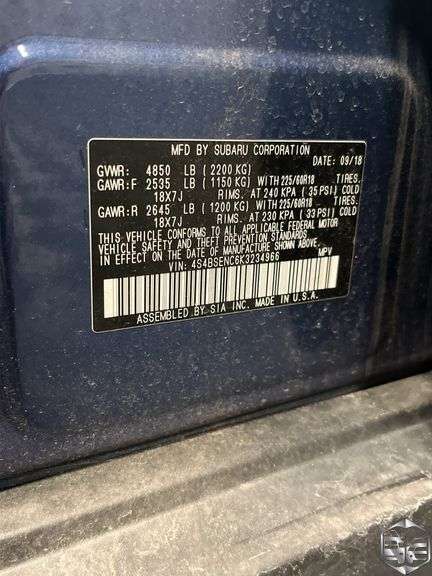 MFD BY SUBARU CORPORATION
DATE: 09/18
GVWR: 4850 LB (2200 KG)
GAWR:F 2535 LB (1150 KG) WITH 225/60R18 TIRES.
18X7J RIMS. AT 240 KPA (35 PSI) COLD
GAWR:R 2645 LB (1200 KG) WITH 225/60R18 TIRES.
18X7J RIMS. AT 230 KPA (33 PSI) COLD
THIS VEHICLE CONFORMS TO ALL APPLICABLE FEDERAL MOTOR
VEHICLE SAFETY, BUMPER, AND THEFT PREVENTION STANDARDS
IN EFFECT ON THE DATE OF MANUFACTURE SHOWN ABOVE.
VIN: 4S4BSENC6K3234966 MPV
ASSEMBLED BY SIA INC. MADE IN U.S.A.